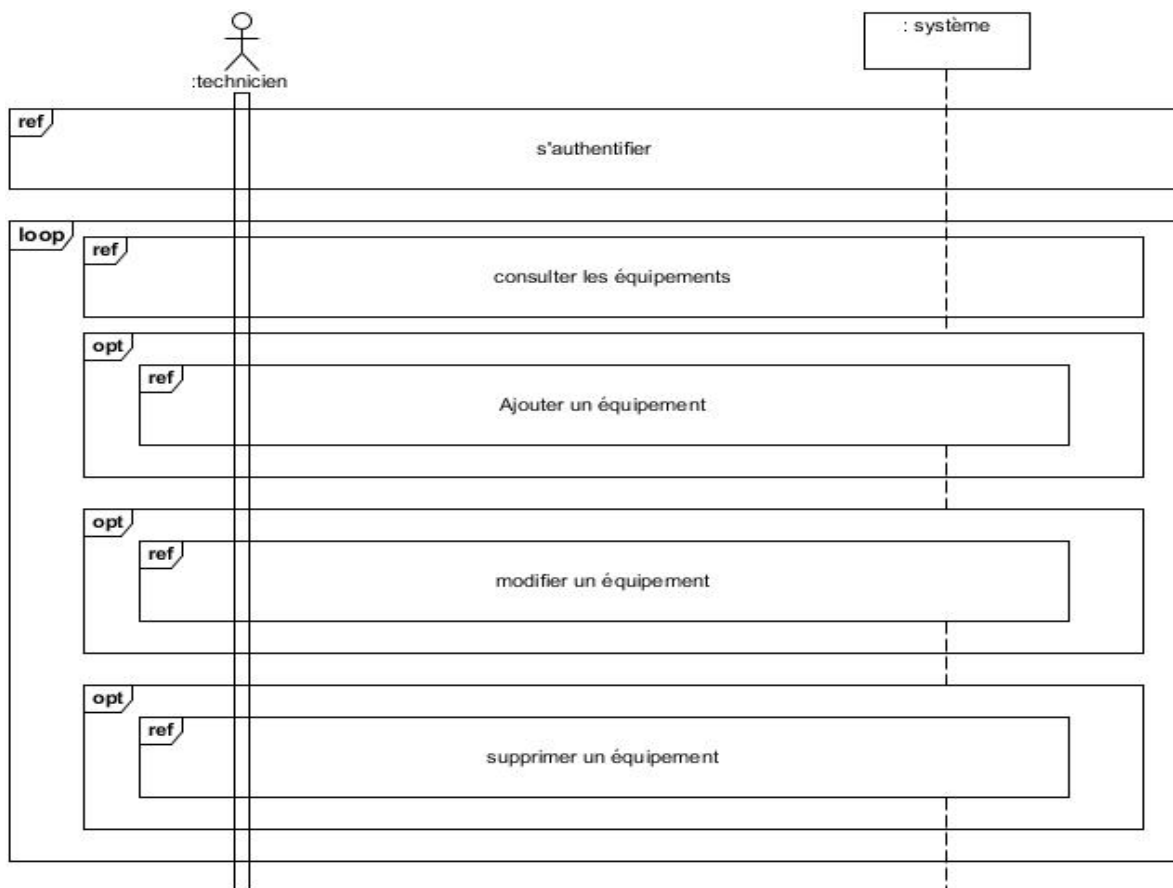 : système
:technicien
ref
s'authentifier
loop
ref
consulter les équipements
opt
ref
Ajouter un équipement
opt
ref
modifier un équipement
opt
ref
supprimer un équipement